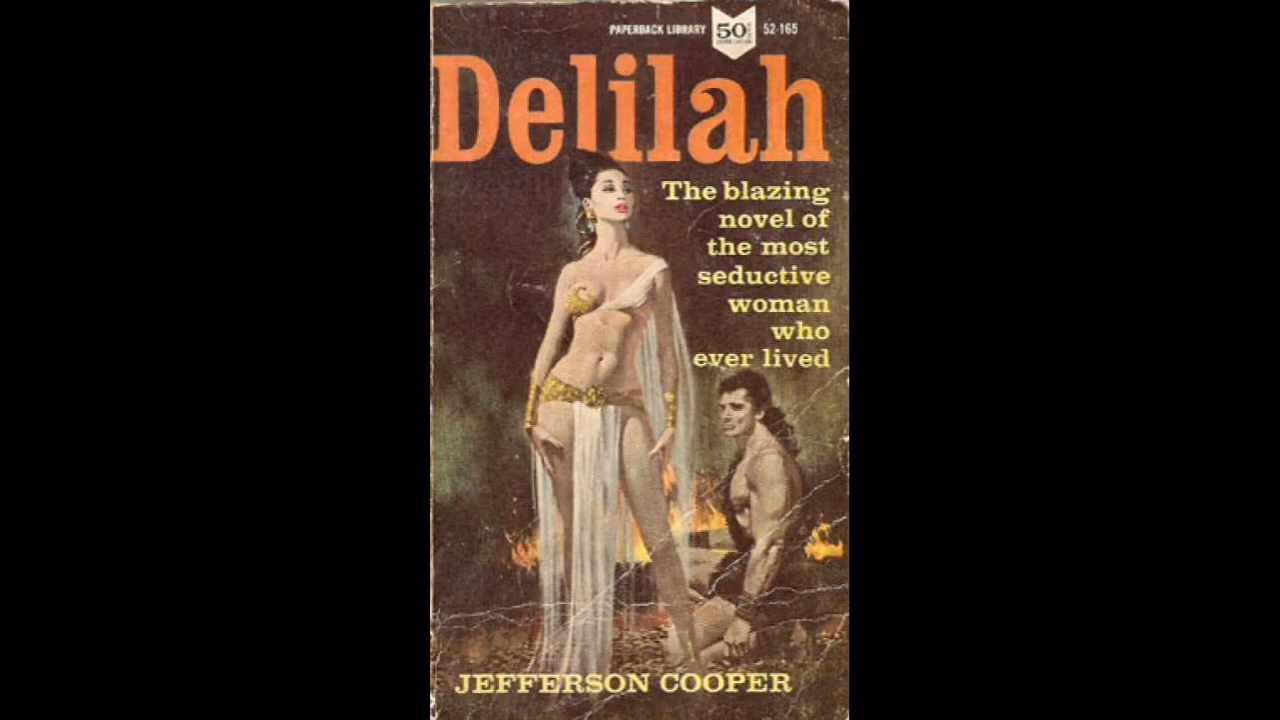 PAPERBACK LIBRARY 50 52-165
Delilah
The blazing
novel of
the most
seductive
woman
who
ever lived
JEFFERSON COOPER